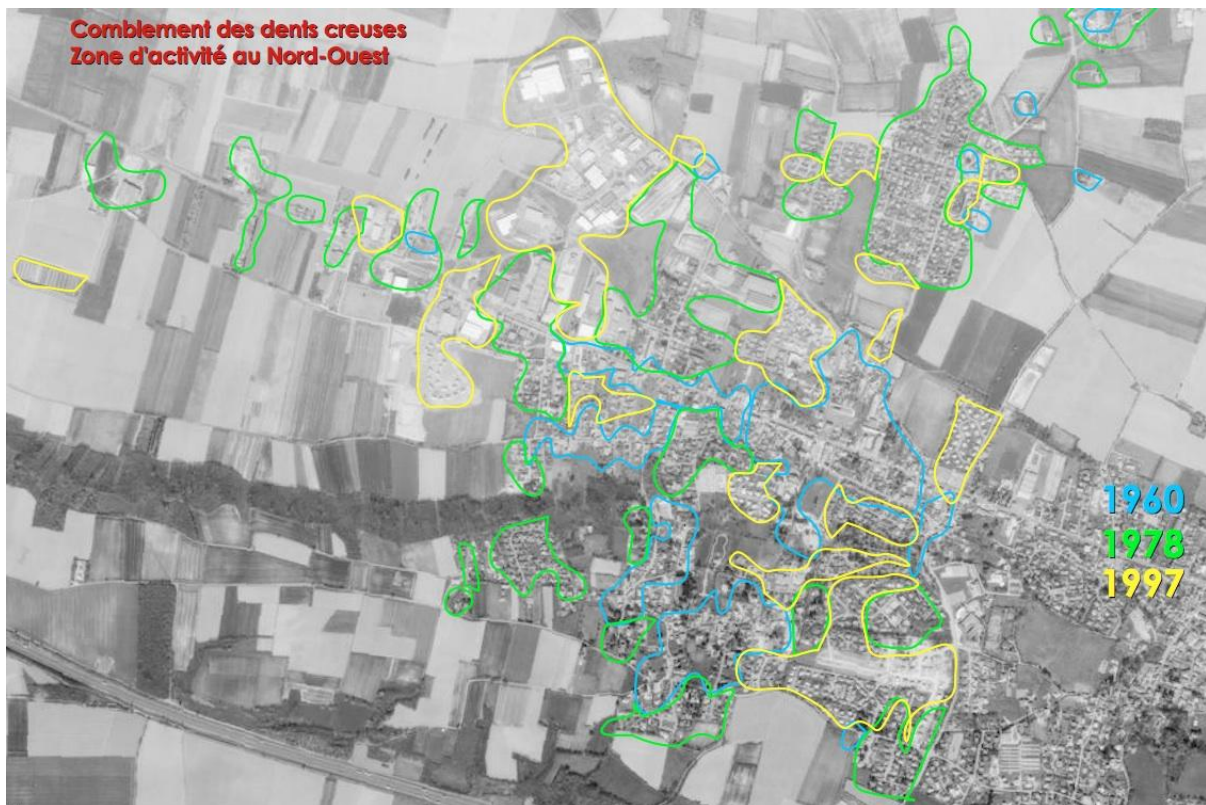 Comblement des dents creuses
Zone d'activité au Nord-Ouest
1960
1978
1997